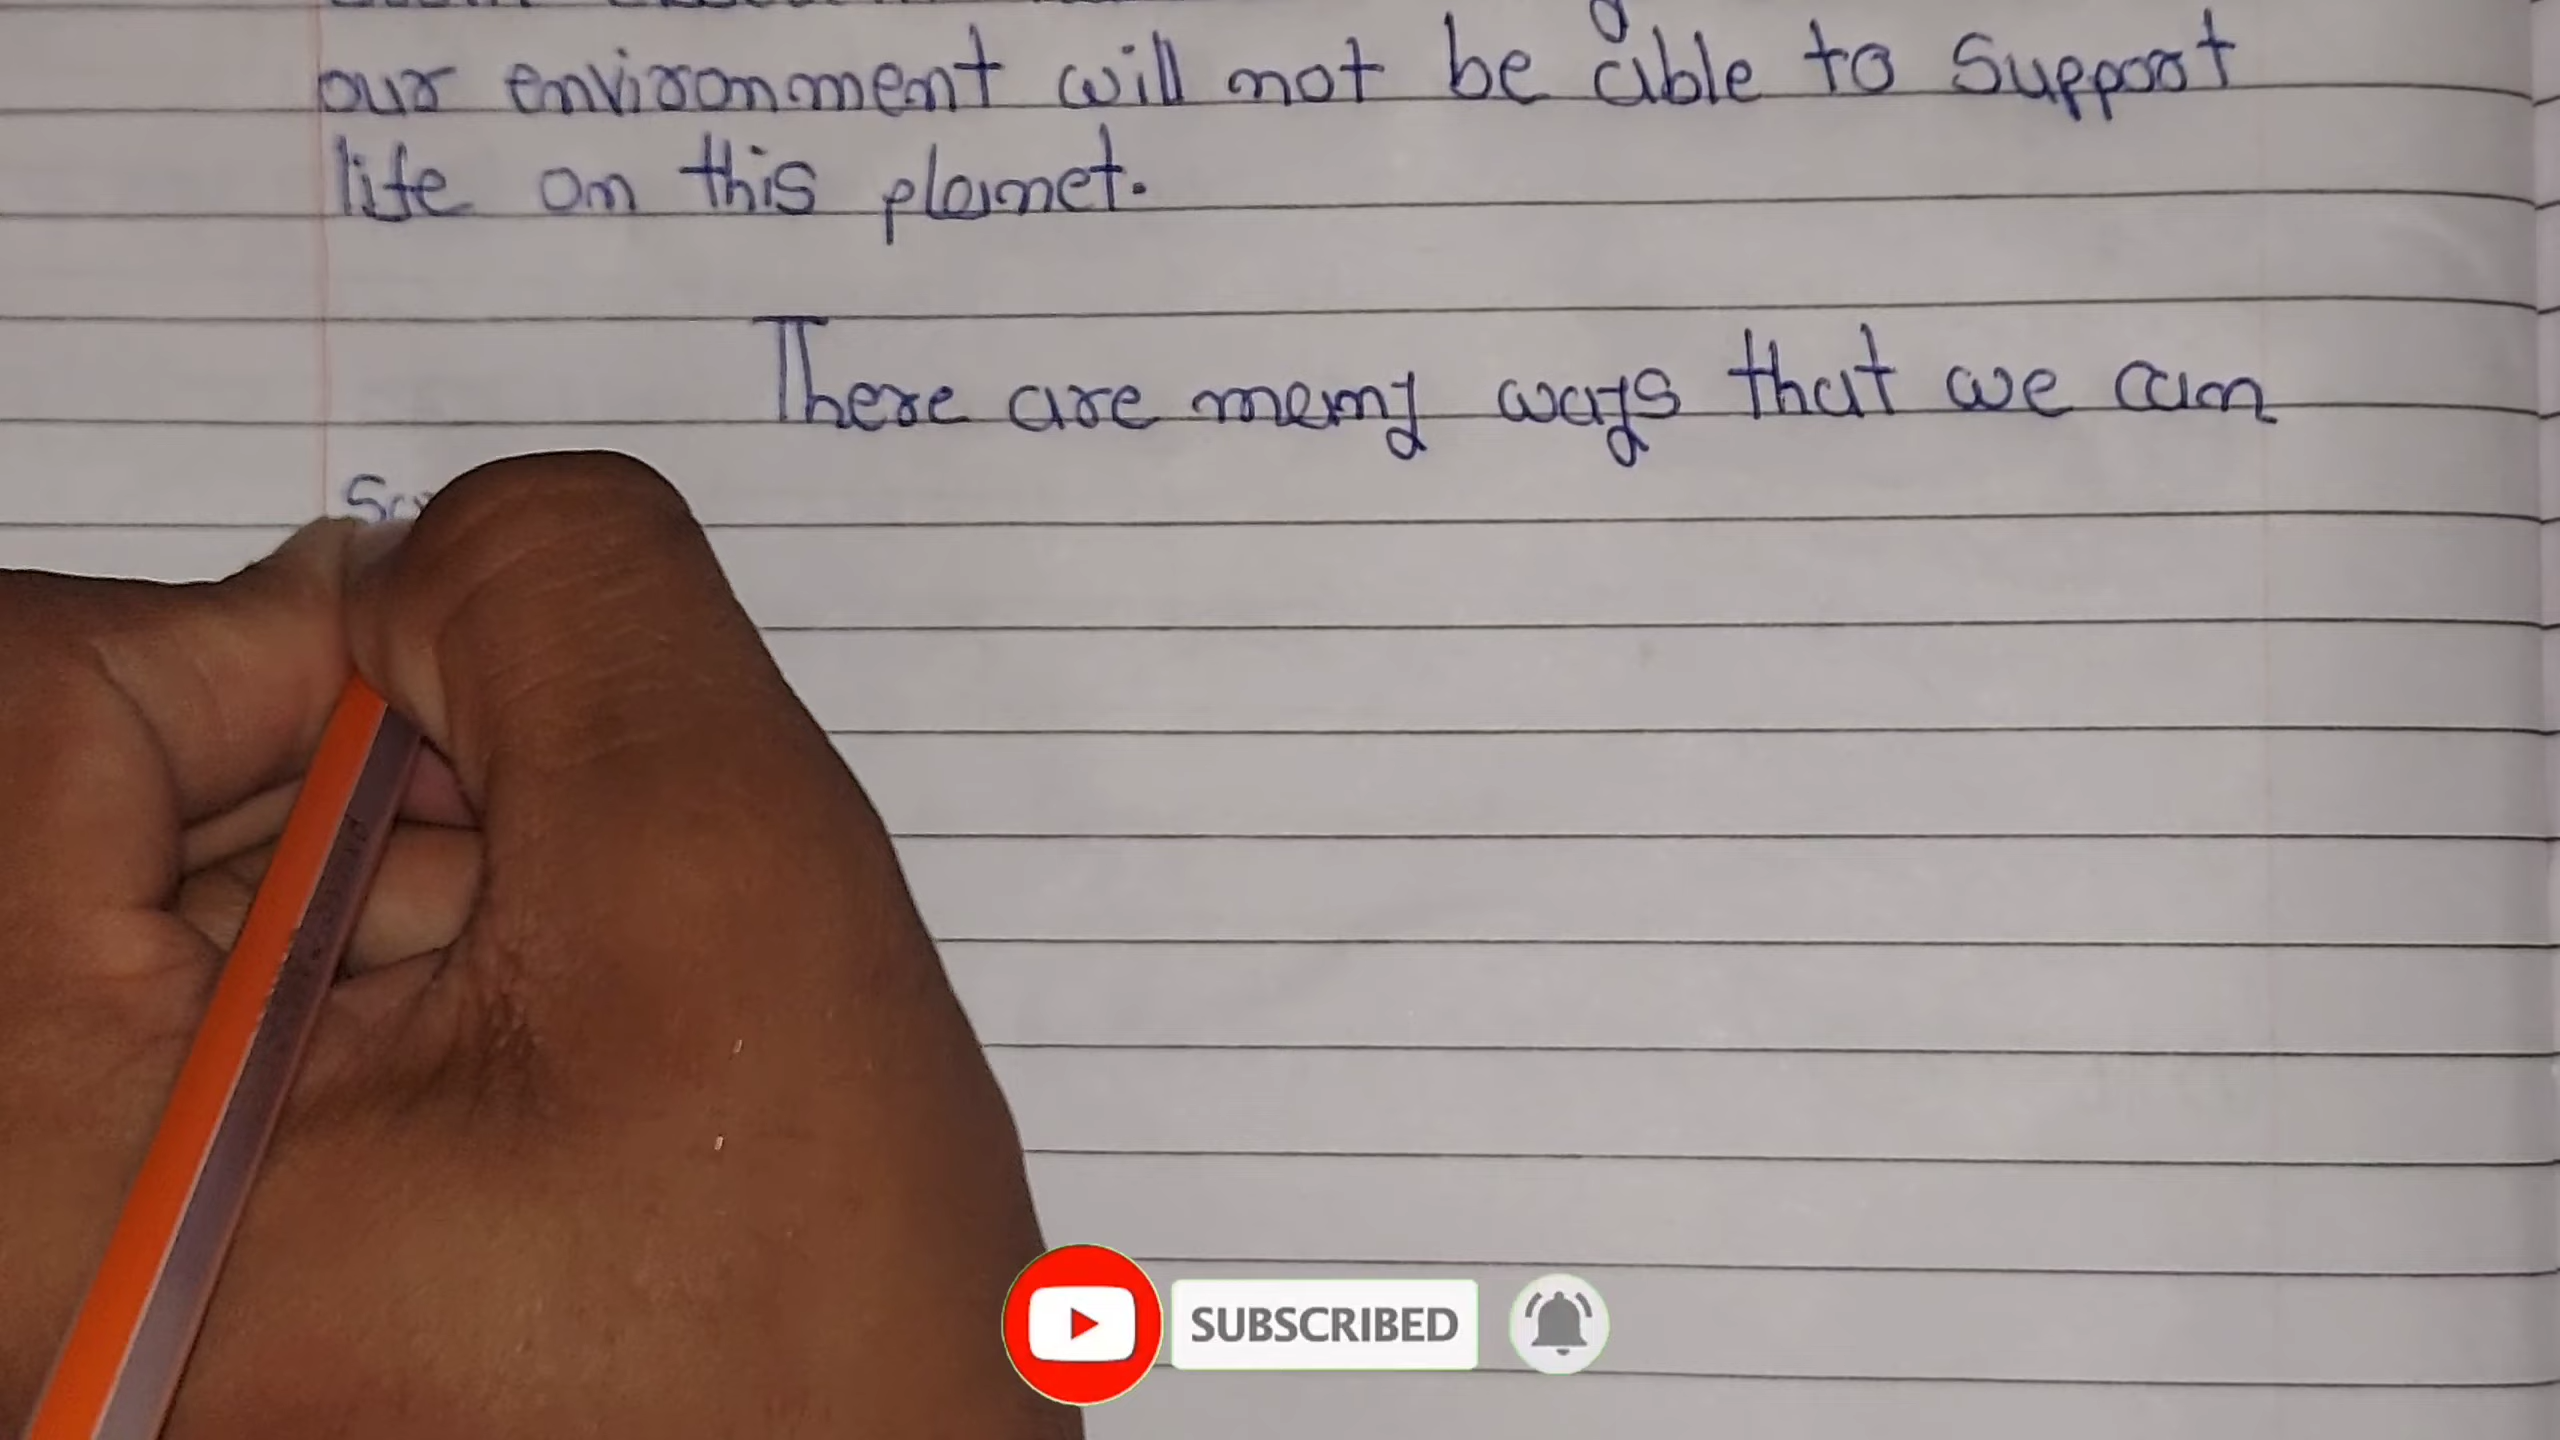 our environment will not be able to support
life on this planet.
There are many ways that we can
SUBSCRIBED